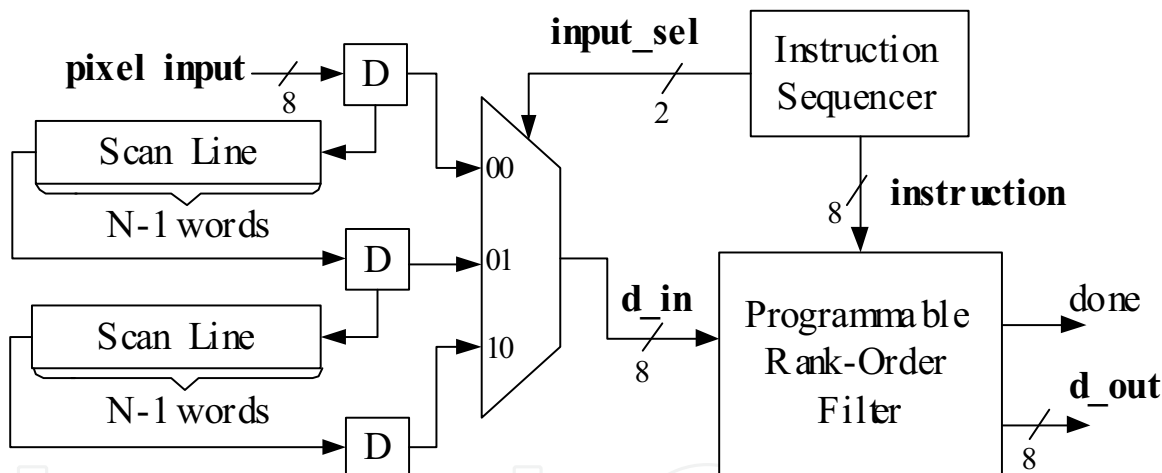 pixel input
8
D
input_sel
2
Instruction
Sequencer
Scan Line
N-1 words
00
8
instruction
D
01
Scan Line
N-1 words
10
D
d_in
8
Programmable
Rank-Order
Filter
done
d_out
8